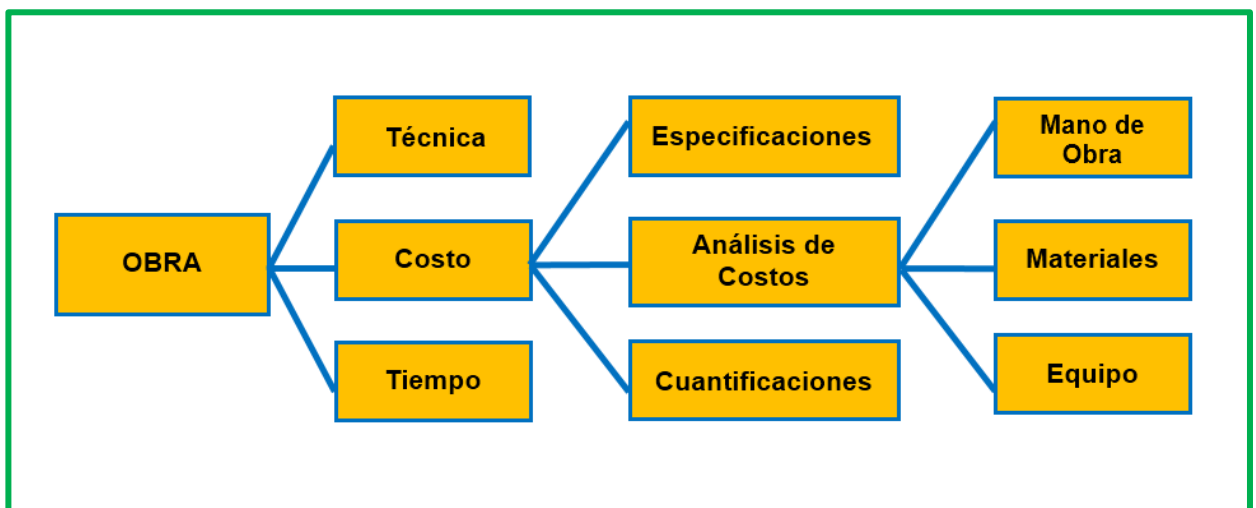 OBRA
Técnica
Costo
Tiempo
Especificaciones
Análisis de
Costos
Cuantificaciones
Mano de
Obra
Materiales
Equipo